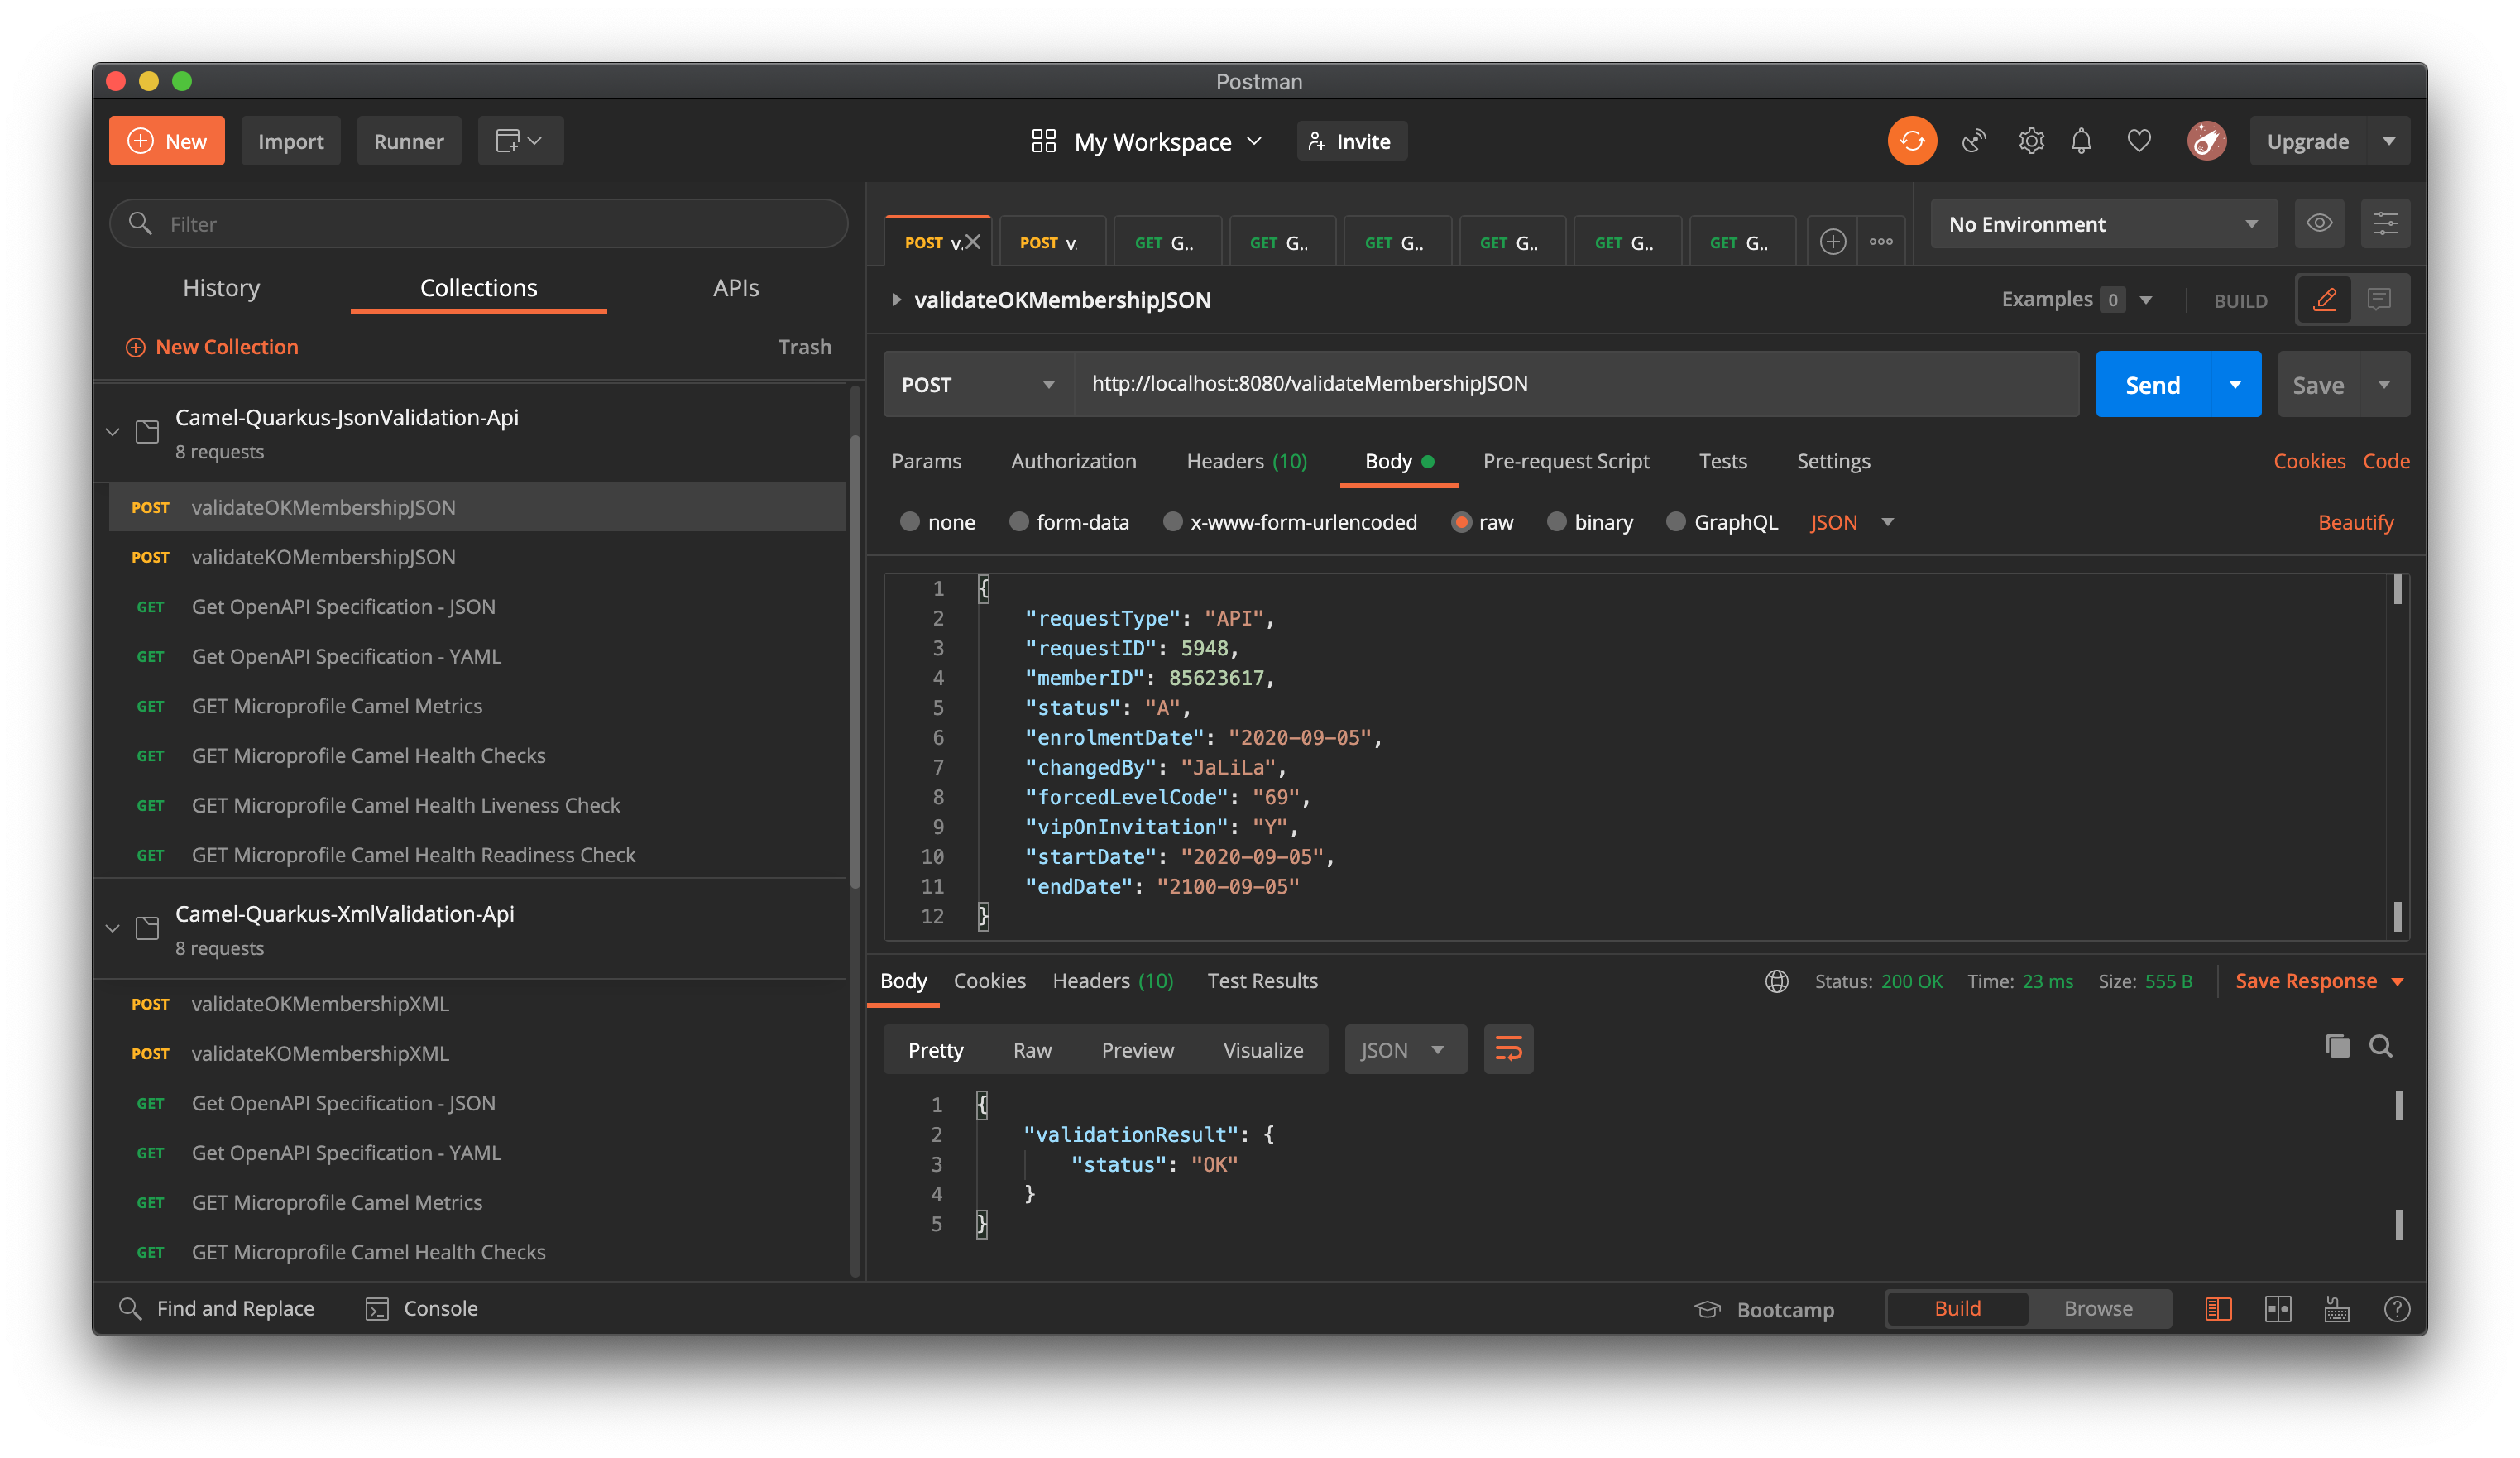 Postman
New Import Runner My Workspace Invite Upgrade
Filter
History Collections APIs
New Collection Trash
Camel-Quarkus-JsonValidation-Api
8 requests
POST validateOKMembershipJSON
POST validateKOMembershipJSON
GET Get OpenAPI Specification - JSON
GET Get OpenAPI Specification - YAML
GET GET Microprofile Camel Metrics
GET GET Microprofile Camel Health Checks
GET GET Microprofile Camel Health Liveness Check
GET GET Microprofile Camel Health Readiness Check
Camel-Quarkus-XmlValidation-Api
8 requests
POST validateOKMembershipXML
POST validateKOMembershipXML
GET Get OpenAPI Specification - JSON
GET Get OpenAPI Specification - YAML
GET GET Microprofile Camel Metrics
GET GET Microprofile Camel Health Checks
POST v. POST v GET G.. GET G.. GET G.. GET G.. GET G.. GET G.. No Environment
validateOKMembershipJSON Examples 0 BUILD
POST http://localhost:8080/validateMembershipJSON Send Save
Params Authorization Headers (10) Body Pre-request Script Tests Settings Cookies Code
none form-data x-www-form-urlencoded raw binary GraphQL JSON Beautify
1 {
2 "requestType": "API",
3 "requestID": 5948,
4 "memberID": 85623617,
5 "status": "A",
6 "enrolmentDate": "2020-09-05",
7 "changedBy": "JaLiLa",
8 "forcedLevelCode": "69",
9 "vipOnInvitation": "Y",
10 "startDate": "2020-09-05",
11 "endDate": "2100-09-05"
12 }
Body Cookies Headers (10) Test Results Status: 200 OK Time: 23 ms Size: 555 B Save Response
Pretty Raw Preview Visualize JSON
1 {
2 "validationResult": {
3 "status": "OK"
4 }
5 }
Find and Replace Console Bootcamp Build Browse